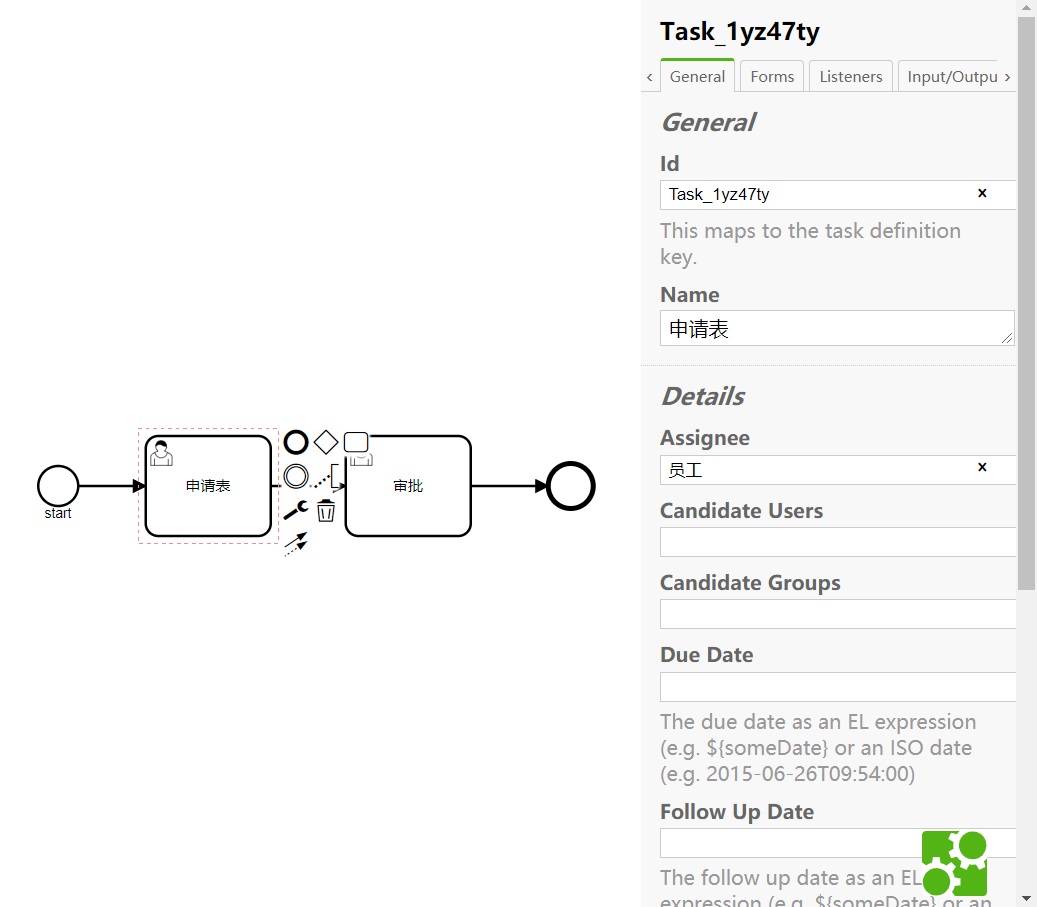 Task_1yz47ty
‹ General Forms Listeners Input/Outpu ›
General
Id
Task_1yz47ty ×
This maps to the task definition
key.
Name
申请表
Details
Assignee
员工 ×
Candidate Users
Candidate Groups
Due Date
The due date as an EL expression
(e.g. ${someDate} or an ISO date
(e.g. 2015-06-26T09:54:00)
Follow Up Date
The follow up date as an EL
expression (e.g. ${someDate} or an
start
申请表
审批